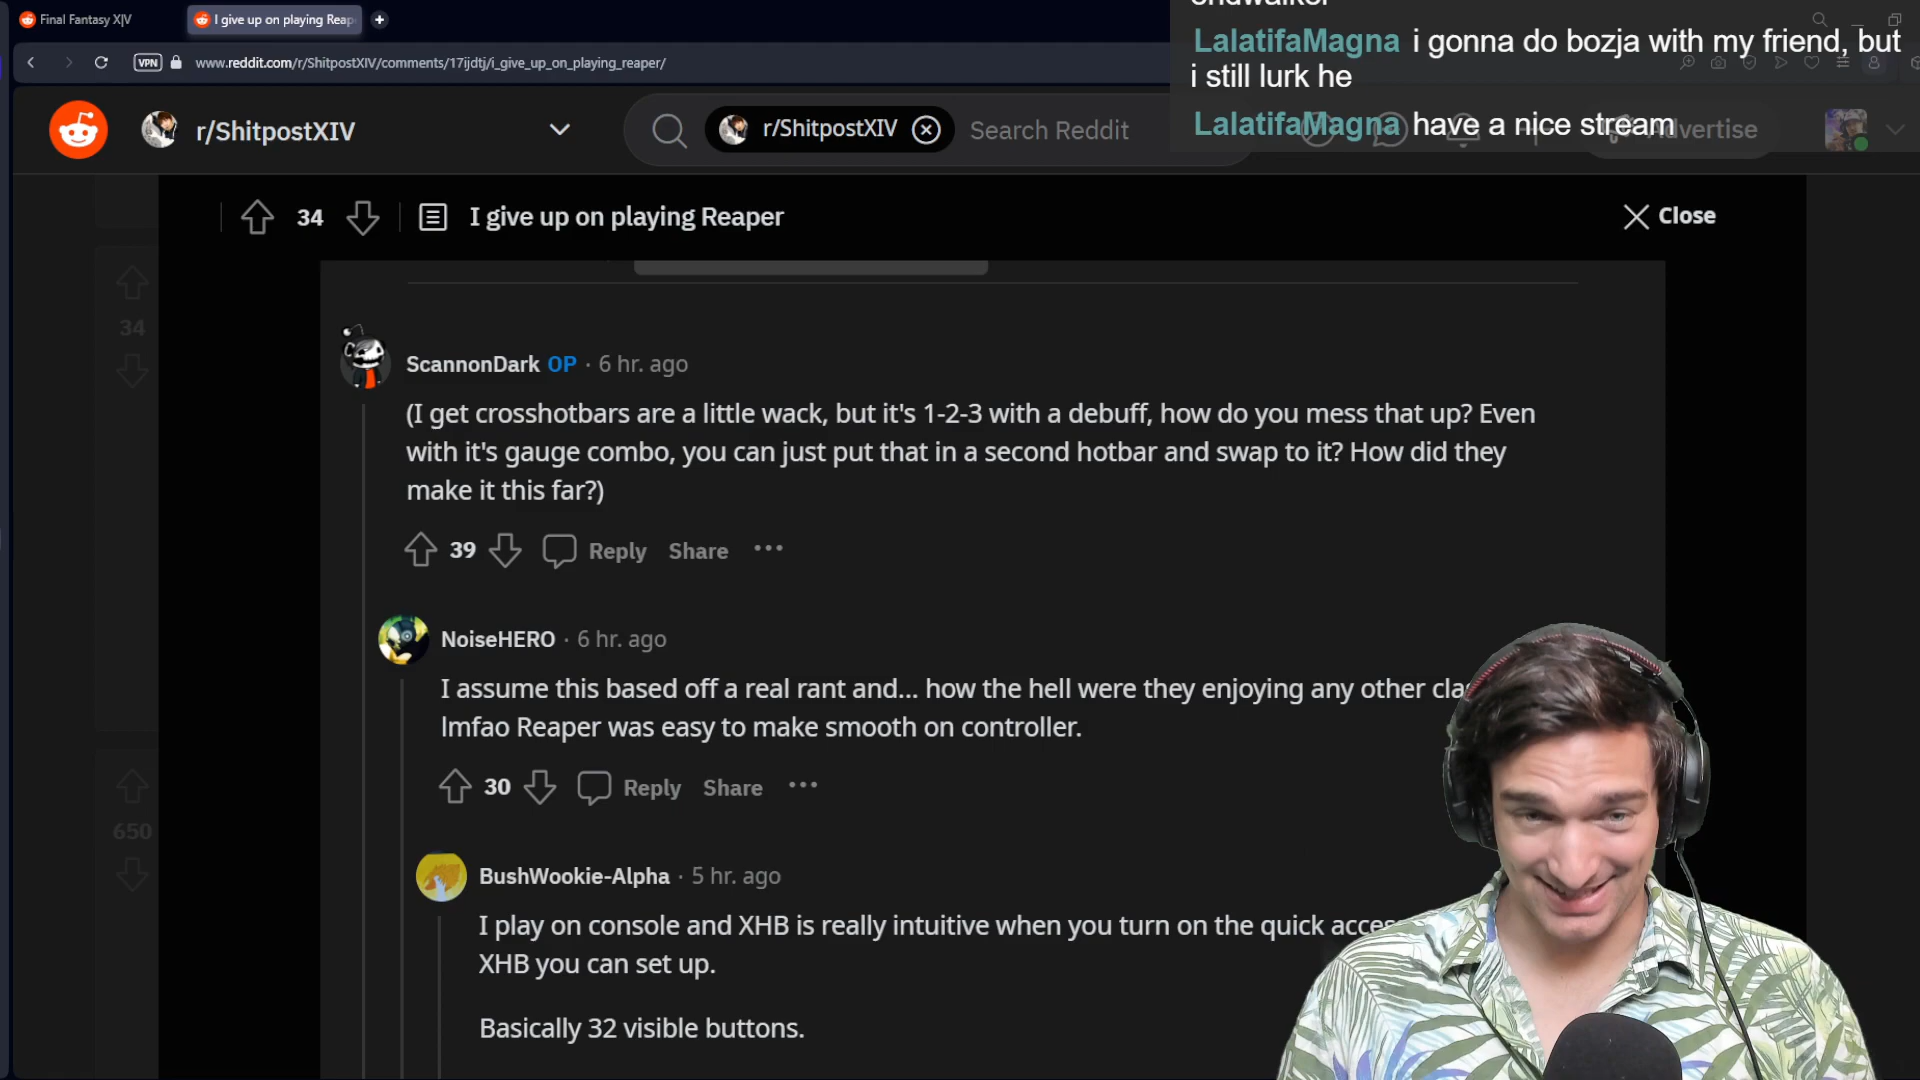 Final Fantasy X|V
I give up on playing Reap
VPN
www.reddit.com/r/ShitpostXIV/comments/17ijdtj/i_give_up_on_playing_reaper/
LalatifaMagna i gonna do bozja with my friend, but
i still lurk he
LalatifaMagna have a nice stream
r/ShitpostXIV
r/ShitpostXIV
Search Reddit
34
I give up on playing Reaper
Close
34
650
ScannonDark OP · 6 hr. ago
(I get crosshotbars are a little wack, but it's 1-2-3 with a debuff, how do you mess that up? Even
with it's gauge combo, you can just put that in a second hotbar and swap to it? How did they
make it this far?)
39
Reply
Share
NoiseHERO · 6 hr. ago
I assume this based off a real rant and... how the hell were they enjoying any other cla
lmfao Reaper was easy to make smooth on controller.
30
Reply
Share
BushWookie-Alpha · 5 hr. ago
I play on console and XHB is really intuitive when you turn on the quick acce
XHB you can set up.
Basically 32 visible buttons.